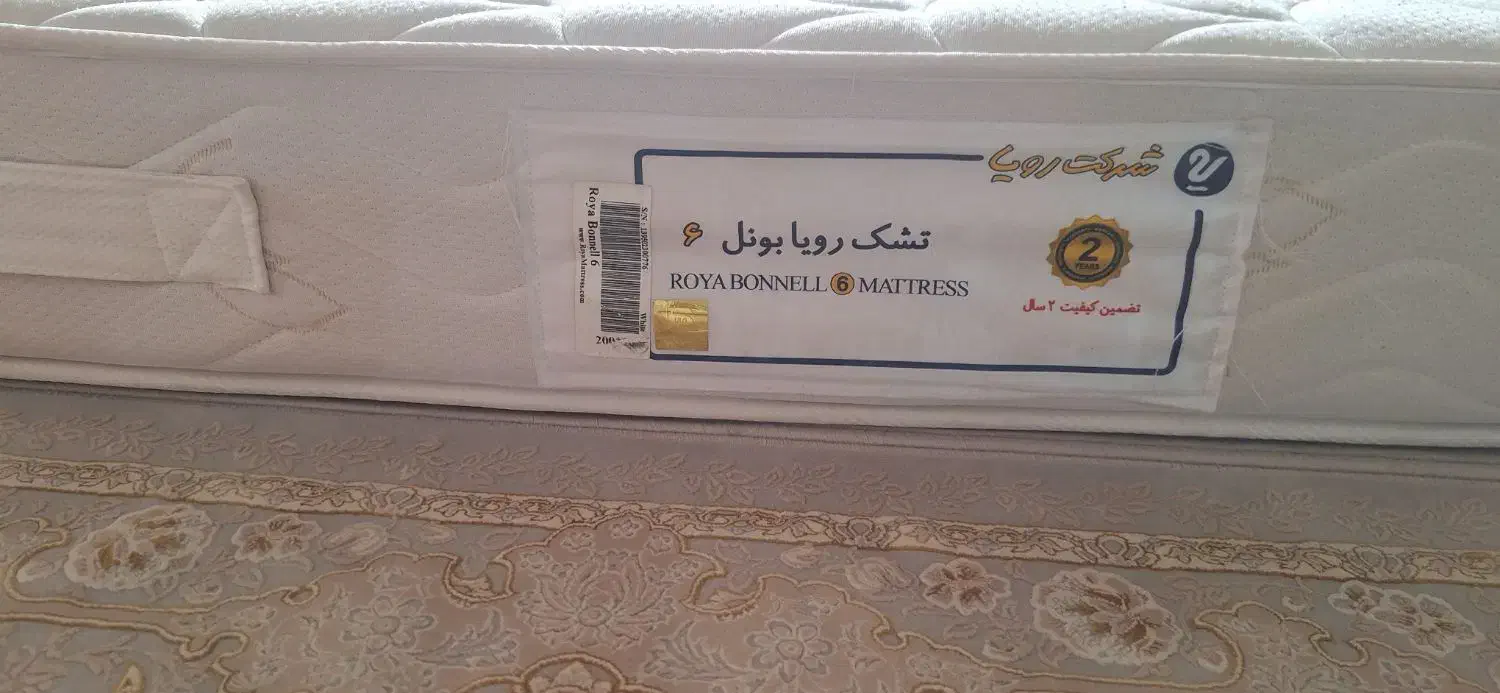 شرکت رویا
تشک رویا بونل ۶
ROYA BONNELL 6 MATTRESS
2
YEARS
تضمین کیفیت ۲ سال
Roya Bonnell 6
www.RoyaMattress.com
White